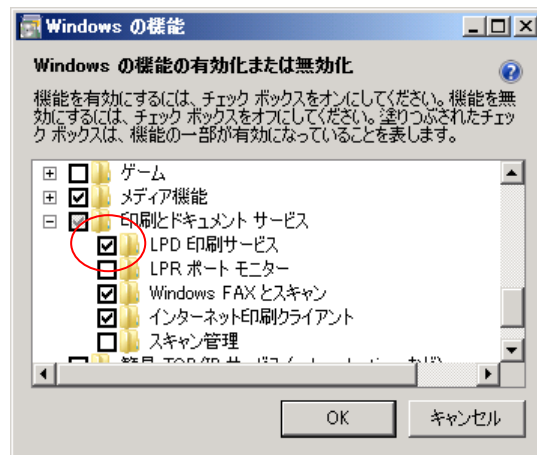 Windows の機能
Windows の機能の有効化または無効化
機能を有効にするには、チェック ボックスをオンにしてください。機能を無
効にするには、チェック ボックスをオフにしてください。塗りつぶされたチェッ
ク ボックスは、機能の一部が有効になっていることを表します。
ゲーム
メディア機能
印刷とドキュメント サービス
LPD 印刷サービス
LPR ポート モニター
Windows FAX とスキャン
インターネット印刷クライアント
スキャン管理
OK
キャンセル